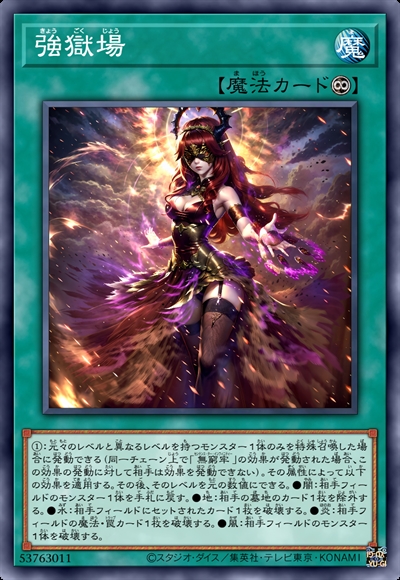 強獄場
きょう ごく じょう
【魔法カード】
ま ほう
①：元々のレベルと異なるレベルを持つモンスター1体のみを特殊召喚した場
合に発動できる（同一チェーン上で「無窮牢」の効果が発動された場合、こ
の効果の発動に対して相手は効果を発動できない）。その属性によって以下
の効果を適用する。その後、そのレベルを元の数値にできる。●闇：相手フィー
ルドのモンスター1体を手札に戻す。●地：相手の墓地のカード1枚を除外す
る。●水：相手フィールドにセットされたカード1枚を破壊する。●炎：相手フ
ィールドの魔法・罠カード1枚を破壊する。●風：相手フィールドのモンスター
1体を破壊する。
53763011
©スタジオ・ダイス／集英社・テレビ東京・KONAMI